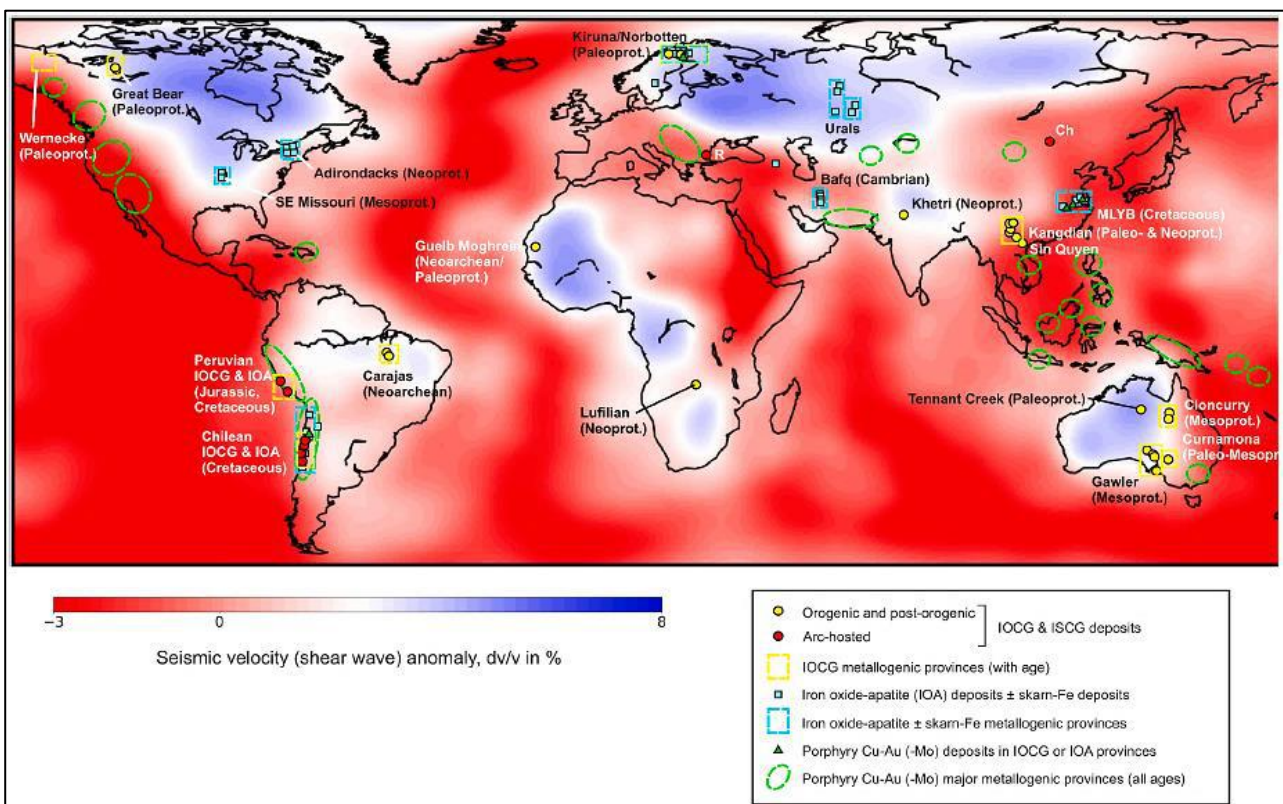 Kiruna/Norbotten
(Paleoprot.)
Great Bear
(Paleoprot.)
Wernecke
(Paleoprot.)
Urals
Ch
R
Adirondacks (Neoprot.)
SE Missouri (Mesoprot.)
Bafq (Cambrian)
Khetri (Neoprot.)
MLYB (Cretaceous)
Kangdian (Paleo- & Neoprot.)
Sin Quyen
Guelb Moghrein
(Neoarchean/
Paleoprot.)
Peruvian
IOCG & IOA
(Jurassic,
Cretaceous)
Carajas
(Neoarchean)
Lufilian
(Neoprot.)
Tennant Creek (Paleoprot.)
Cloncurry
(Mesoprot.)
Chilean
IOCG & IOA
(Cretaceous)
Curnamona
(Paleo-Mesopr
Gawler
(Mesoprot.)
-3 0 8
Seismic velocity (shear wave) anomaly, dv/v in %
Orogenic and post-orogenic
Arc-hosted
IOCG & ISCG deposits
IOCG metallogenic provinces (with age)
Iron oxide-apatite (IOA) deposits ± skarn-Fe deposits
Iron oxide-apatite ± skarn-Fe metallogenic provinces
Porphyry Cu-Au (-Mo) deposits in IOCG or IOA provinces
Porphyry Cu-Au (-Mo) major metallogenic provinces (all ages)